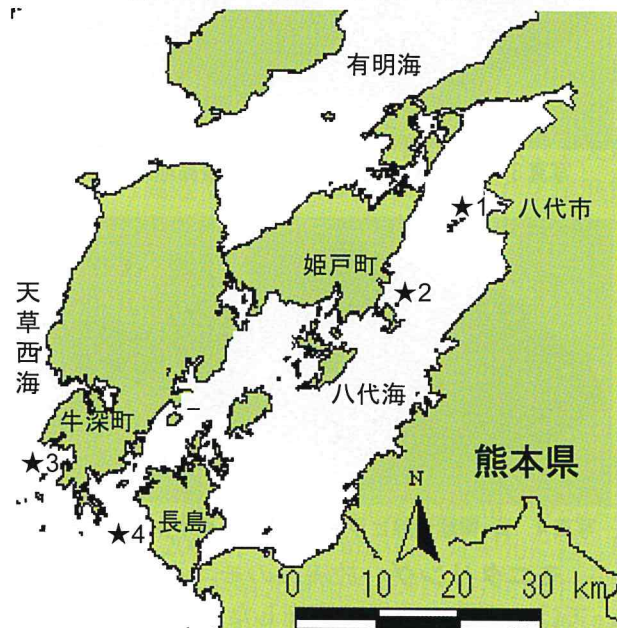 有明海
★1 八代市
姫戸町
★2
天草西海
八代海
牛深町
★3
熊本県
N
長島
★4
0 10 20 30 km